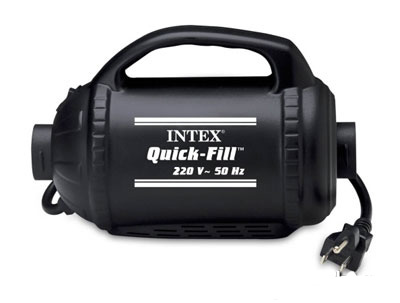 INTEX®
Quick-Fill™
220 V~ 50 Hz